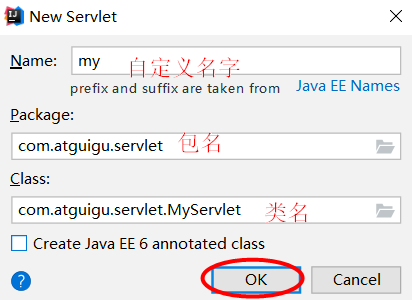 New Servlet
Name: my 自定义名字
prefix and suffix are taken from Java EE Names
Package:
com.atguigu.servlet 包名
Class:
com.atguigu.servlet.MyServlet 类名
Create Java EE 6 annotated class
? OK Cancel